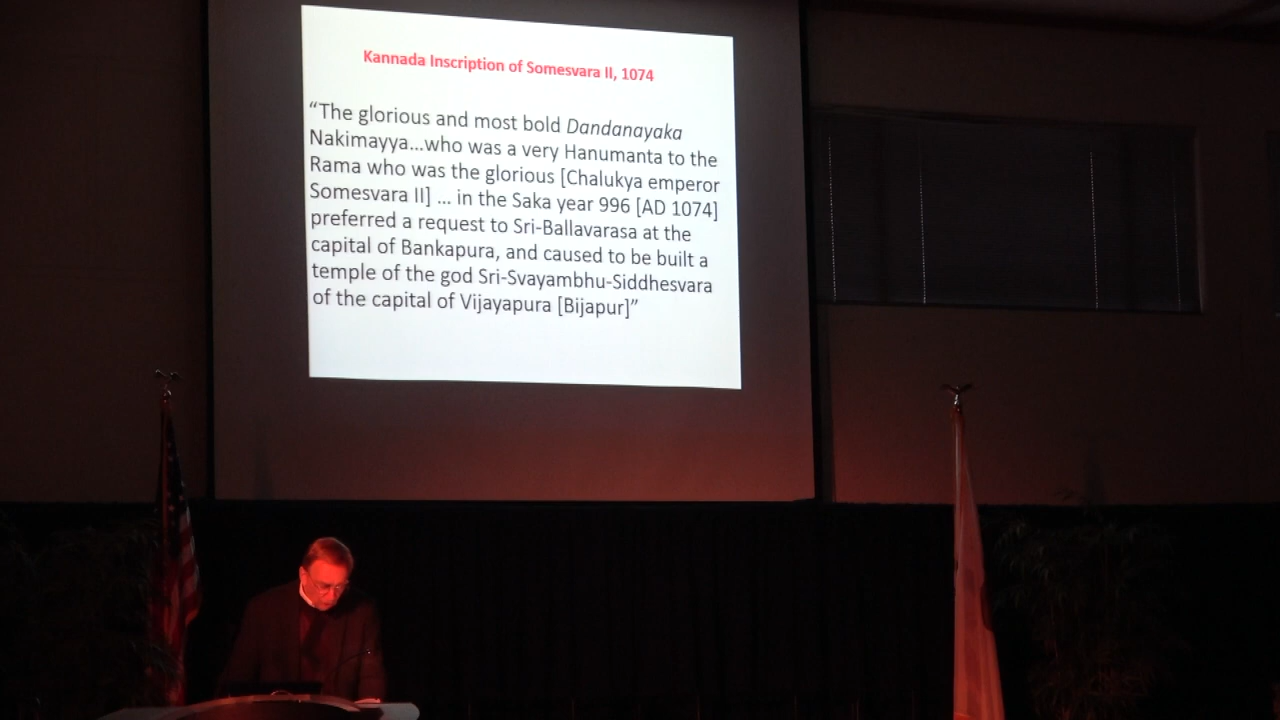 Kannada Inscription of Somesvara II, 1074
“The glorious and most bold Dandanayaka
Nakimayya...who was a very Hanumanta to the
Rama who was the glorious [Chalukya emperor
Somesvara II] ... in the Saka year 996 [AD 1074]
preferred a request to Sri-Ballavarasa at the
capital of Bankapura, and caused to be built a
temple of the god Sri-Svayambhu-Siddhesvara
of the capital of Vijayapura [Bijapur]”